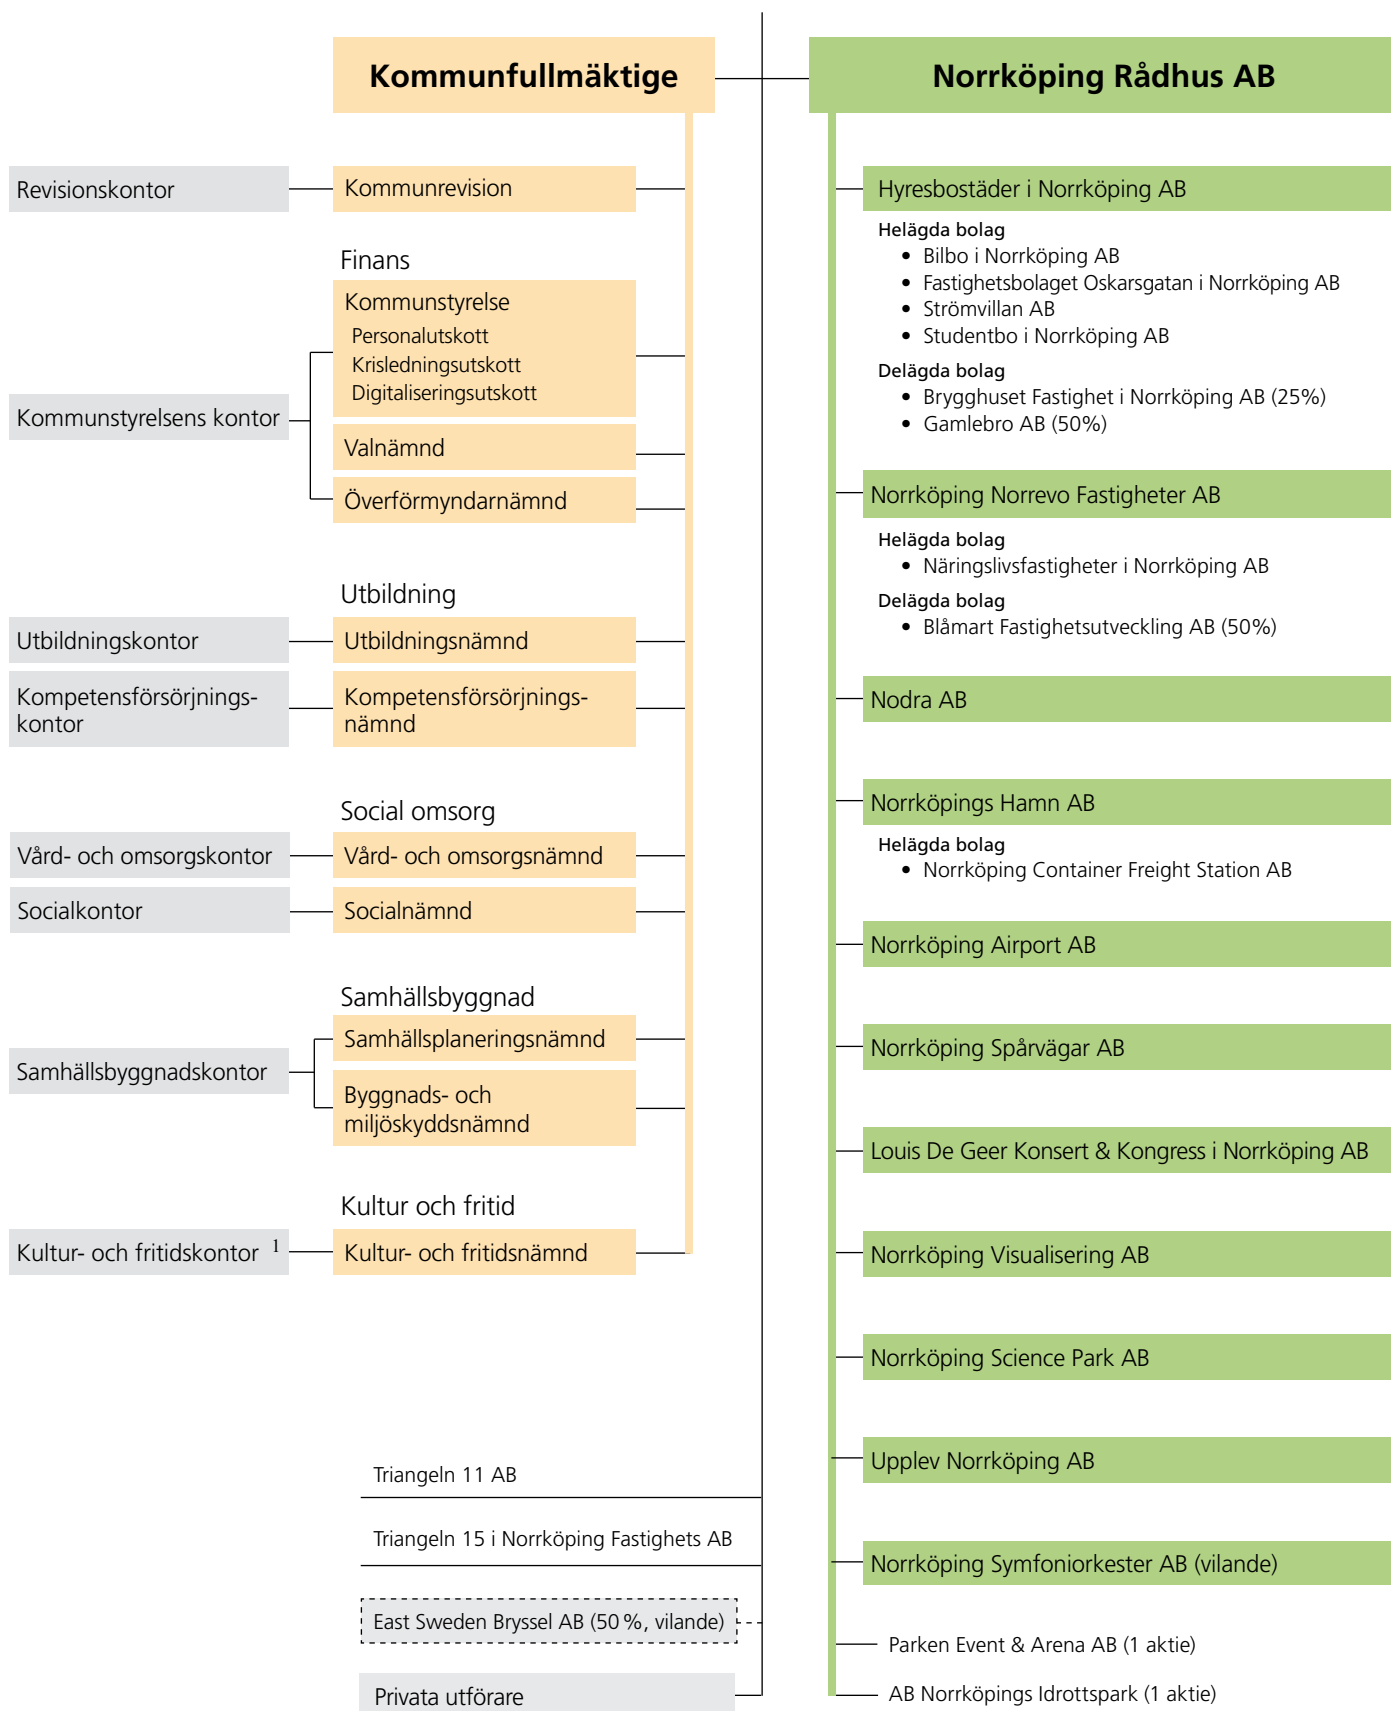 Kommunfullmäktige
Revisionskontor
Kommunrevision
Finans
Kommunstyrelse
Personalutskott
Krisledningsutskott
Digitaliseringsutskott
Kommunstyrelsens kontor
Valnämnd
Överförmyndarnämnd
Utbildning
Utbildningskontor
Utbildningsnämnd
Kompetensförsörjnings-
kontor
Kompetensförsörjnings-
nämnd
Social omsorg
Vård- och omsorgskontor
Vård- och omsorgsnämnd
Socialkontor
Socialnämnd
Samhällsbyggnad
Samhällsplaneringsnämnd
Samhällsbyggnadskontor
Byggnads- och
miljöskyddsnämnd
Kultur och fritid
Kultur- och fritidskontor 1
Kultur- och fritidsnämnd
Triangeln 11 AB
Triangeln 15 i Norrköping Fastighets AB
East Sweden Bryssel AB (50 %, vilande)
Privata utförare
Norrköping Rådhus AB
Hyresbostäder i Norrköping AB
Helägda bolag
• Bilbo i Norrköping AB
• Fastighetsbolaget Oskarsgatan i Norrköping AB
• Strömvillan AB
• Studentbo i Norrköping AB
Delägda bolag
• Brygghuset Fastighet i Norrköping AB (25%)
• Gamlebro AB (50%)
Norrköping Norrevo Fastigheter AB
Helägda bolag
• Näringslivsfastigheter i Norrköping AB
Delägda bolag
• Blåmart Fastighetsutveckling AB (50%)
Nodra AB
Norrköpings Hamn AB
Helägda bolag
• Norrköping Container Freight Station AB
Norrköping Airport AB
Norrköping Spårvägar AB
Louis De Geer Konsert & Kongress i Norrköping AB
Norrköping Visualisering AB
Norrköping Science Park AB
Upplev Norrköping AB
Norrköping Symfoniorkester AB (vilande)
Parken Event & Arena AB (1 aktie)
AB Norrköpings Idrottspark (1 aktie)